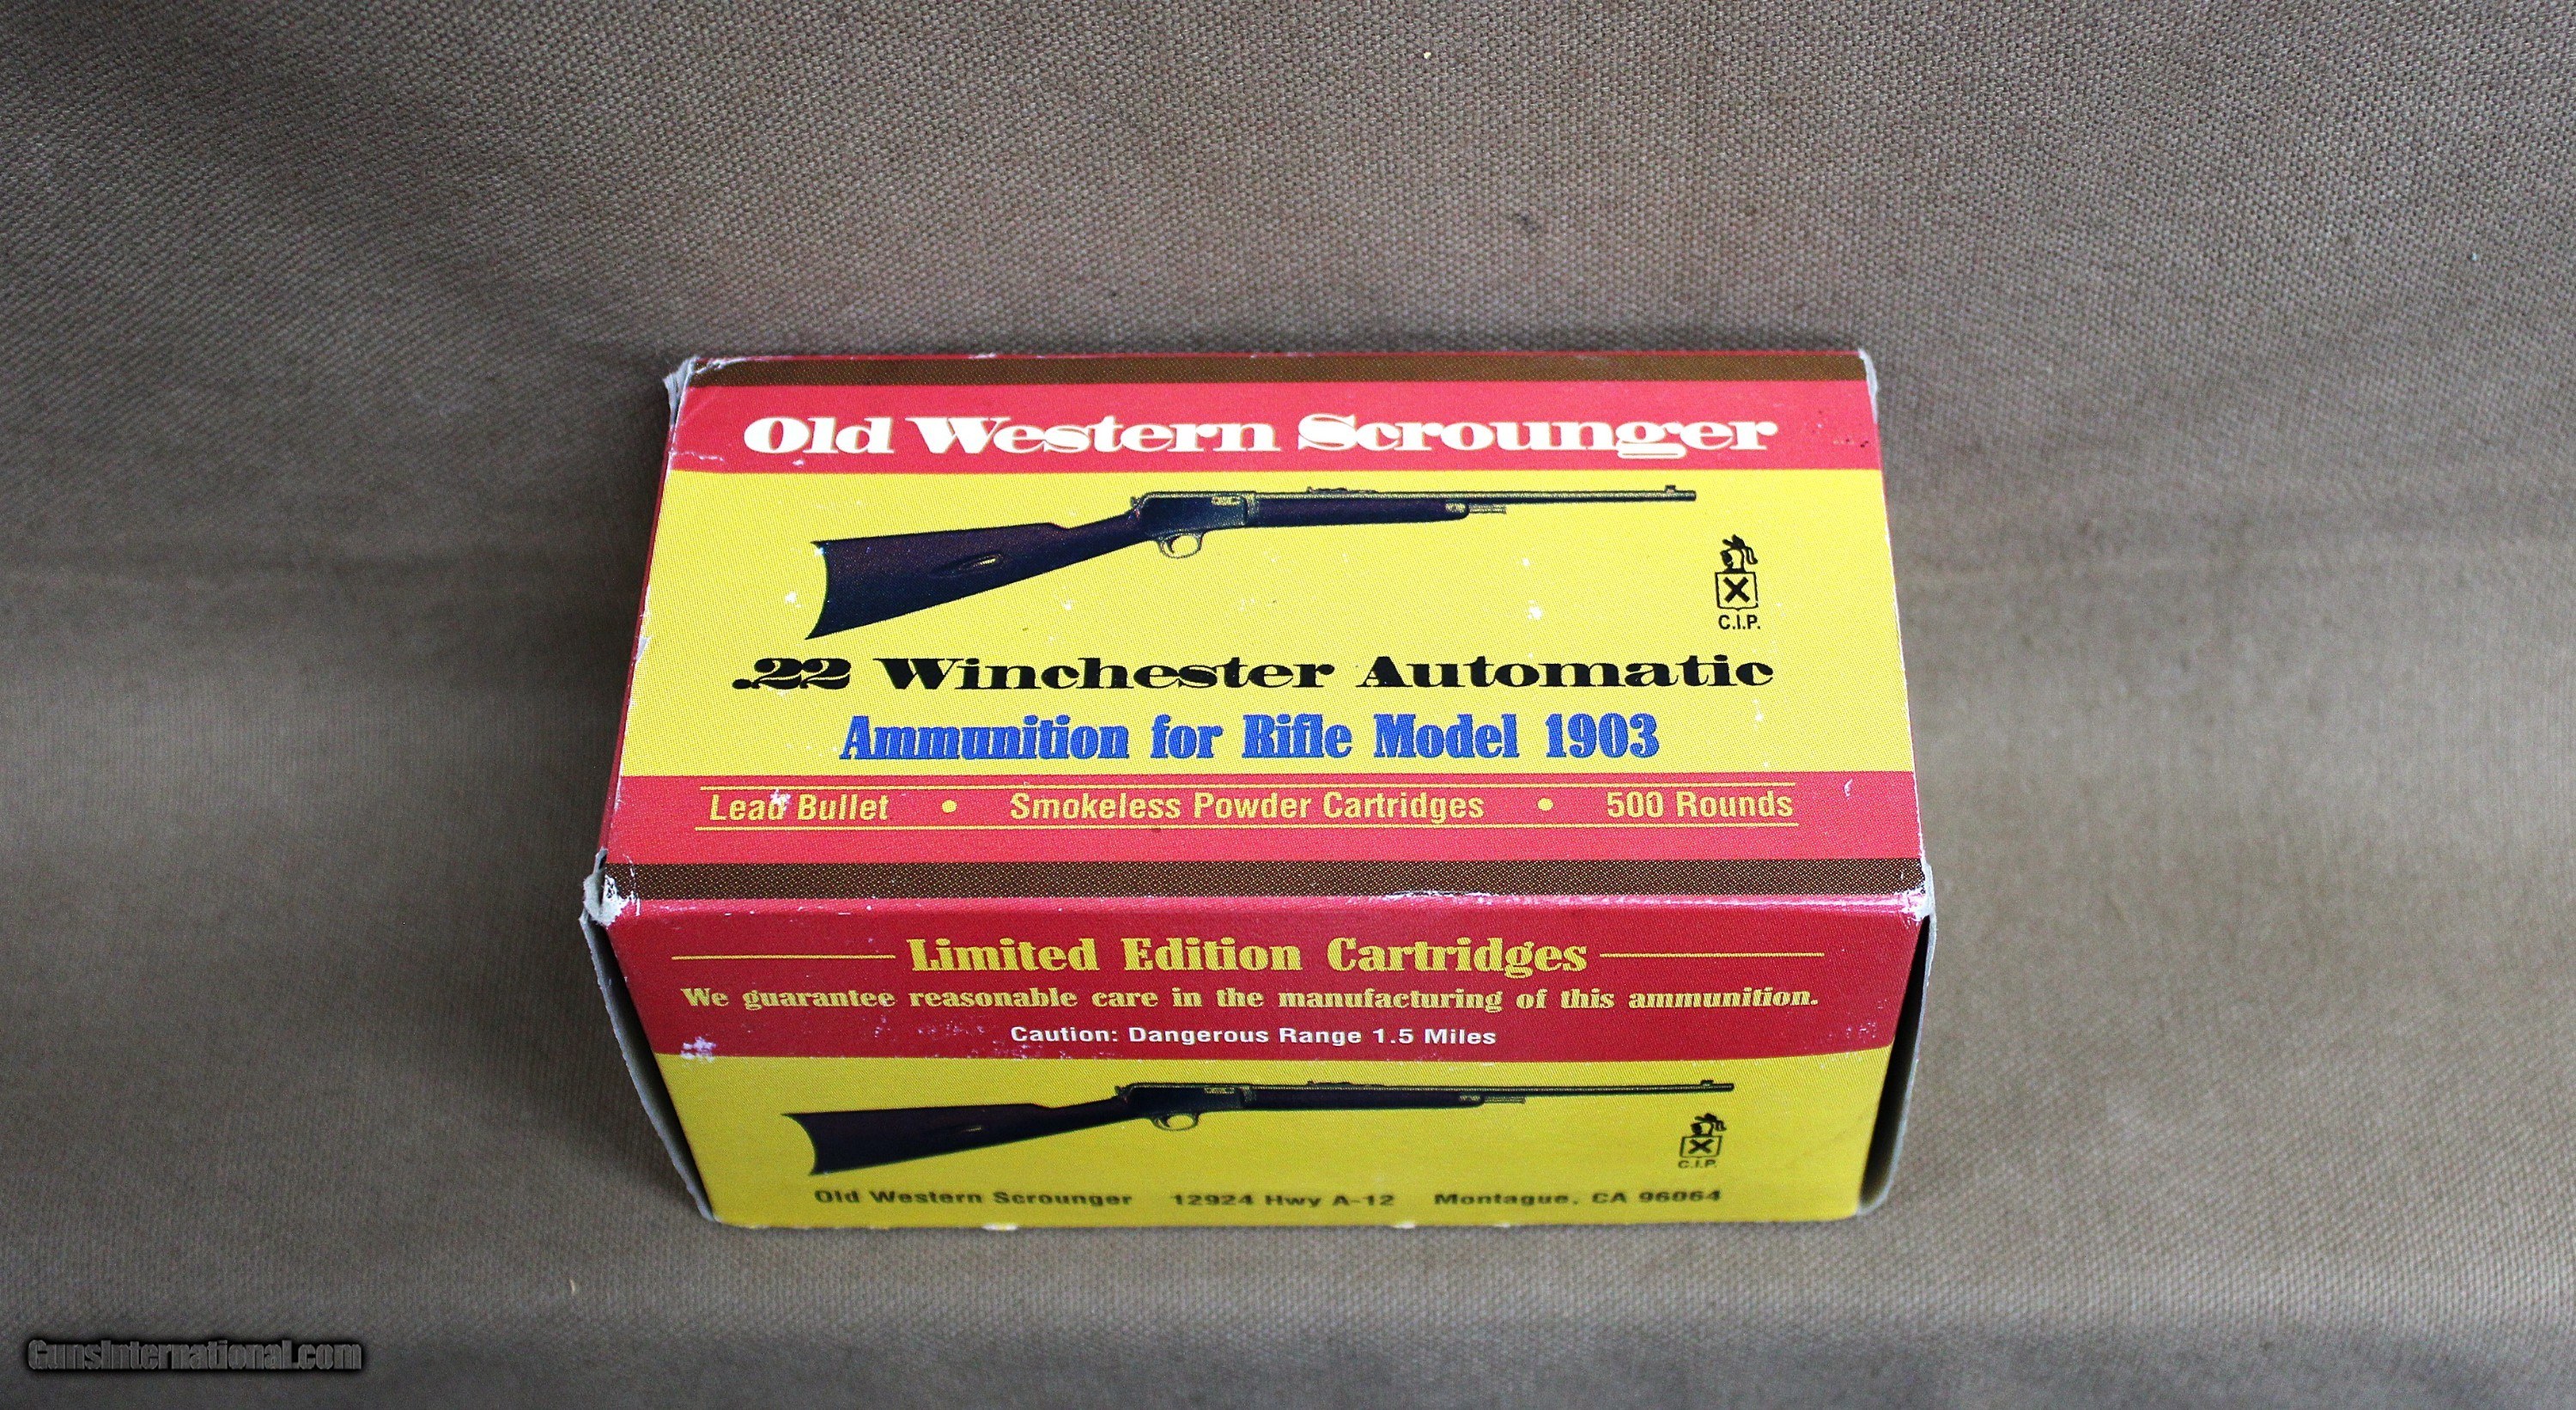 Old Western Scrounger
X
C.I.P.
.22 Winchester Automatic
Ammunition for Rifle Model 1903
Lead Bullet • Smokeless Powder Cartridges • 500 Rounds
Limited Edition Cartridges
We guarantee reasonable care in the manufacturing of this ammunition.
Caution: Dangerous Range 1.5 Miles
X
C.I.P.
Old Western Scrounger 12924 Hwy A-12 Montague, CA 96064
GunsInternational.com